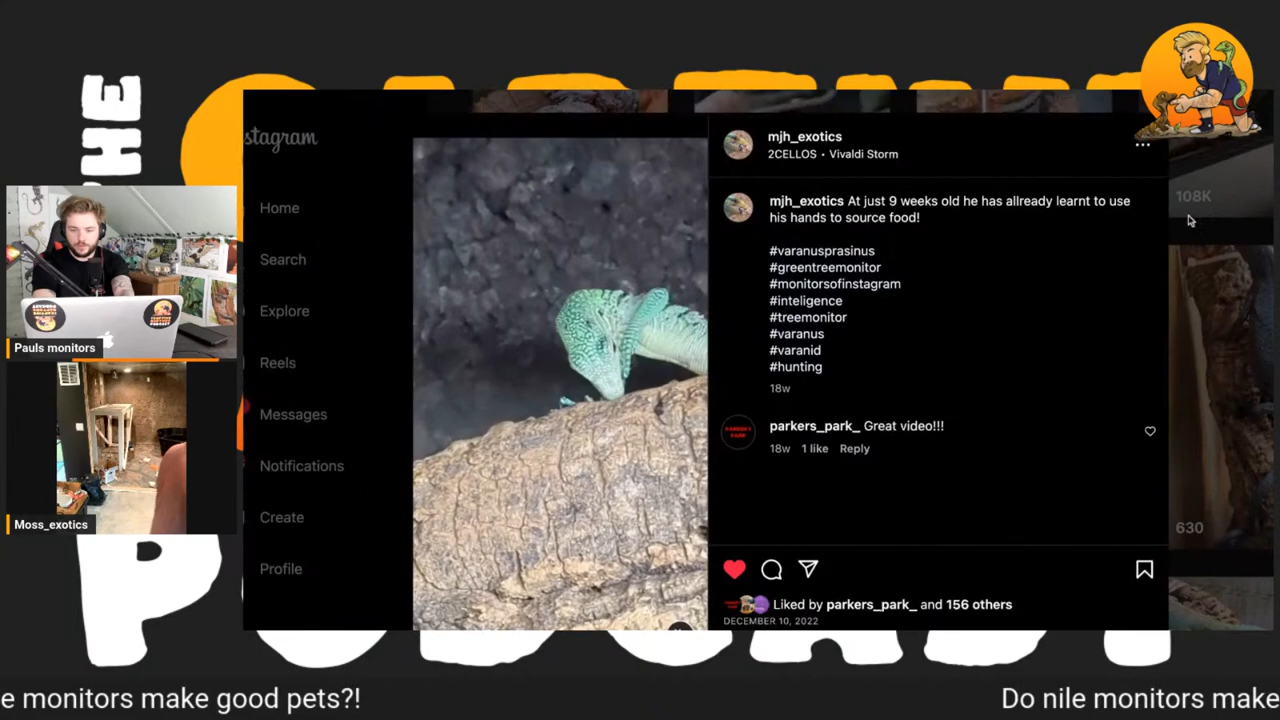 THE
stagram
Home
Search
Explore
Reels
Messages
Notifications
Create
Profile
mjh_exotics
2CELLOS • Vivaldi Storm
mjh_exotics At just 9 weeks old he has allready learnt to use
his hands to source food!
#varanusprasinus
#greentreemonitor
#monitorsofinstagram
#inteligence
#treemonitor
#varanus
#varanid
#hunting
18w
parkers_park_ Great video!!!
18w 1 like Reply
Liked by parkers_park_ and 156 others
DECEMBER 10, 2022
108K
630
Pauls monitors
Moss_exotics
e monitors make good pets?!
Do nile monitors make